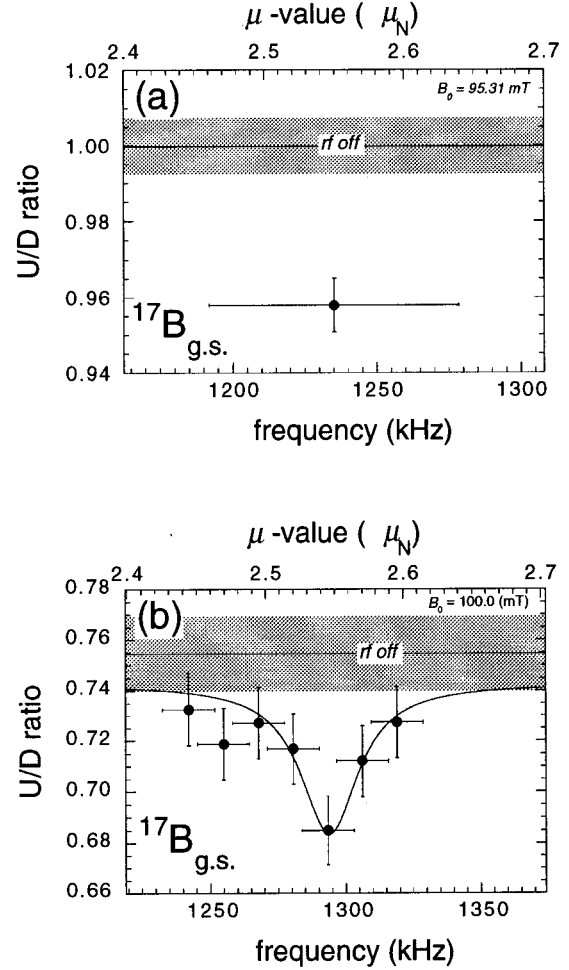 μ -value ( μN)
2.4 2.5 2.6 2.7
(a)
B0 = 95.31 mT
rf off
1.02
1.00
0.98
0.96
0.94
U/D ratio
17Bg.s.
1200 1250 1300
frequency (kHz)
μ -value ( μN)
2.4 2.5 2.6 2.7
(b)
B0 = 100.0 (mT)
rf off
0.78
0.76
0.74
0.72
0.70
0.68
0.66
U/D ratio
17Bg.s.
1250 1300 1350
frequency (kHz)